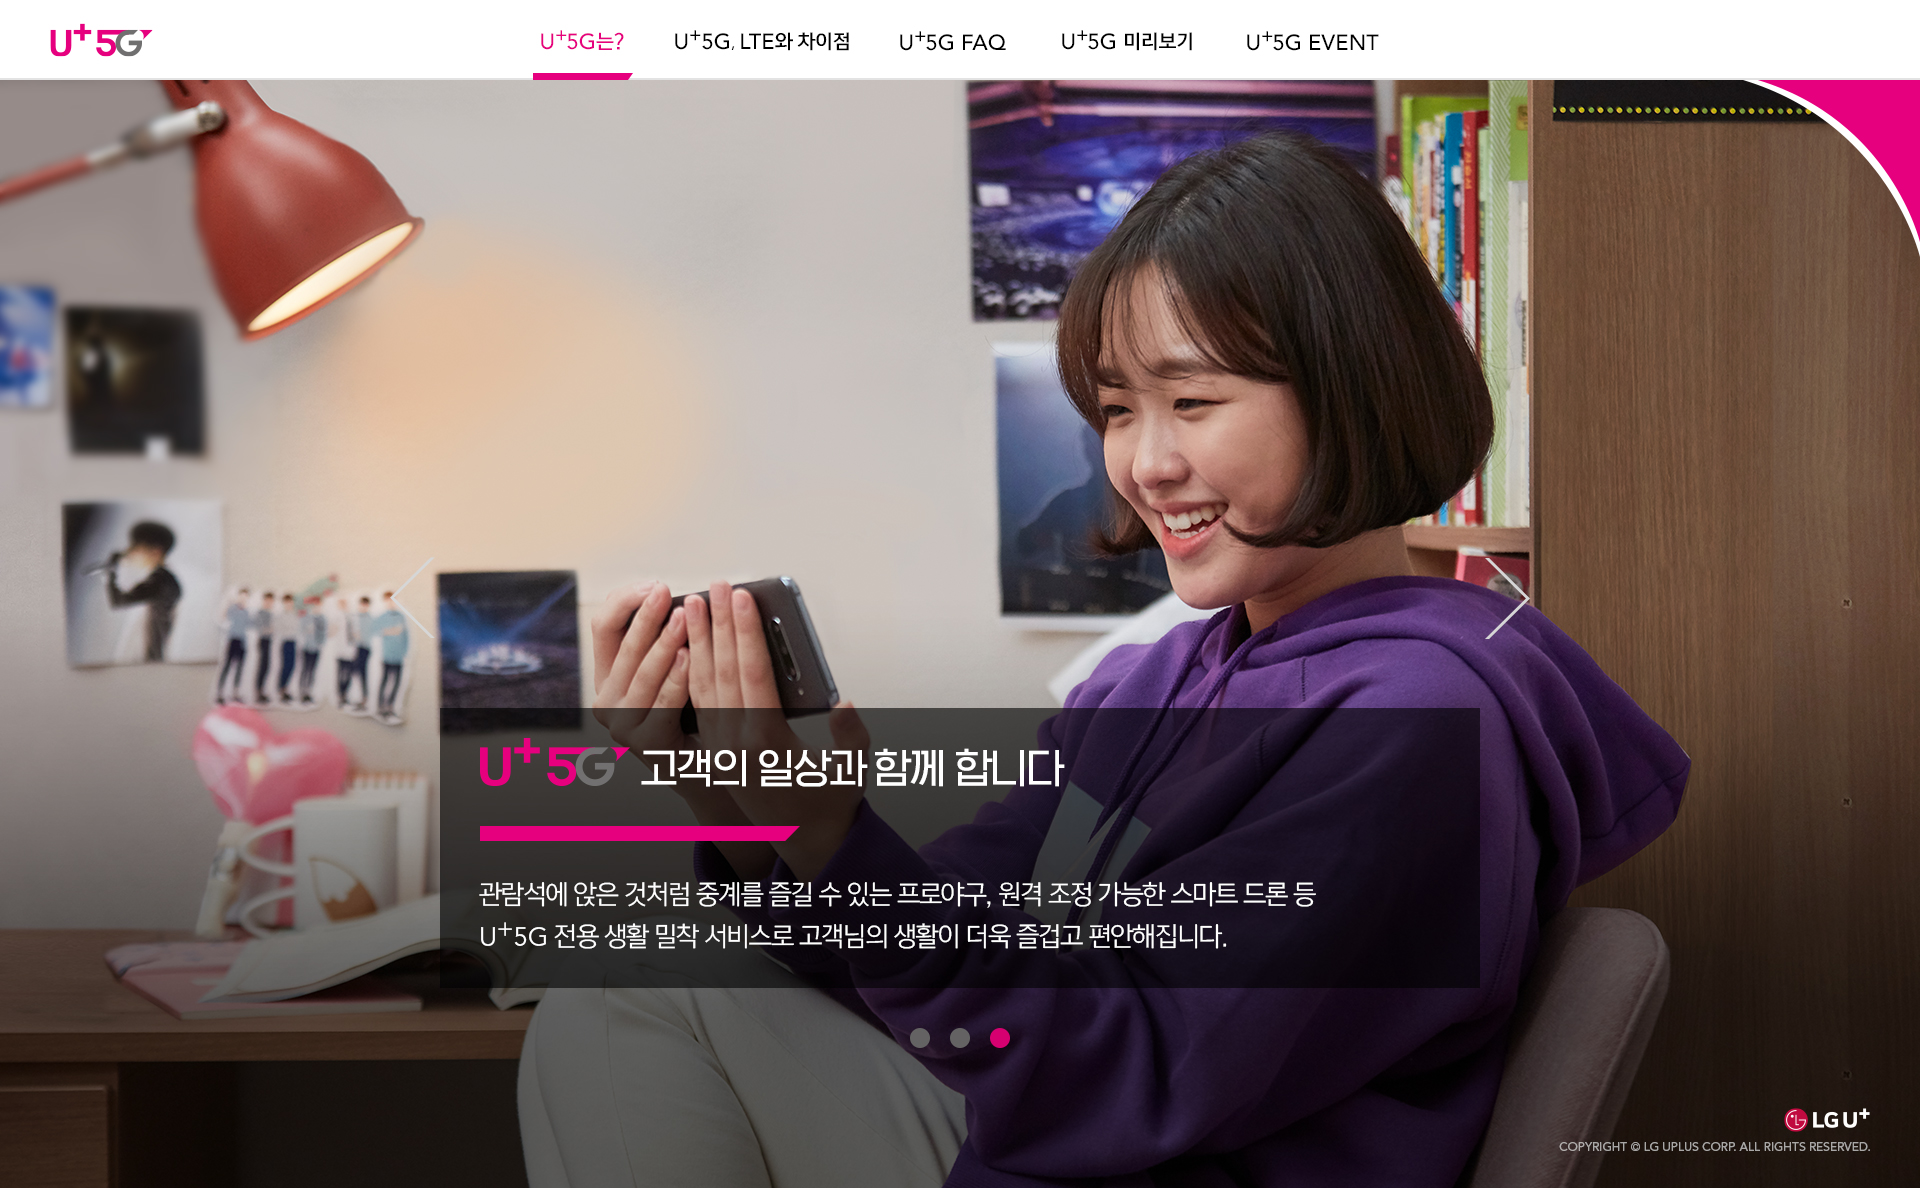 U+5G
U+5G는?
U+5G, LTE와 차이점
U+5G FAQ
U+5G 미리보기
U+5G EVENT
U+5G 고객의 일상과 함께 합니다
관람석에 앉은 것처럼 중계를 즐길 수 있는 프로야구, 원격 조정 가능한 스마트 드론 등
U+5G 전용 생활 밀착 서비스로 고객님의 생활이 더욱 즐겁고 편안해집니다.
LG U+
COPYRIGHT © LG UPLUS CORP. ALL RIGHTS RESERVED.